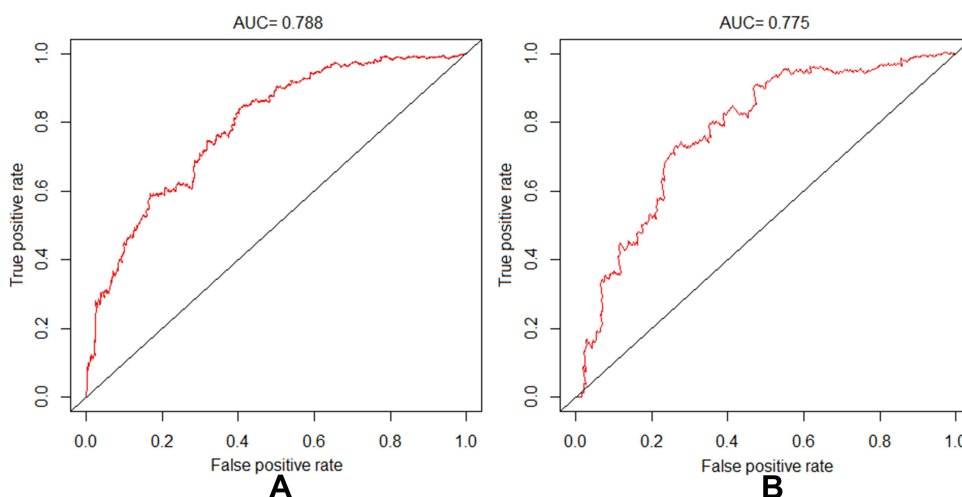 AUC= 0.788
True positive rate
1.0
0.8
0.6
0.4
0.2
0.0
0.0 0.2 0.4 0.6 0.8 1.0
False positive rate
A
AUC= 0.775
True positive rate
1.0
0.8
0.6
0.4
0.2
0.0
0.0 0.2 0.4 0.6 0.8 1.0
False positive rate
B